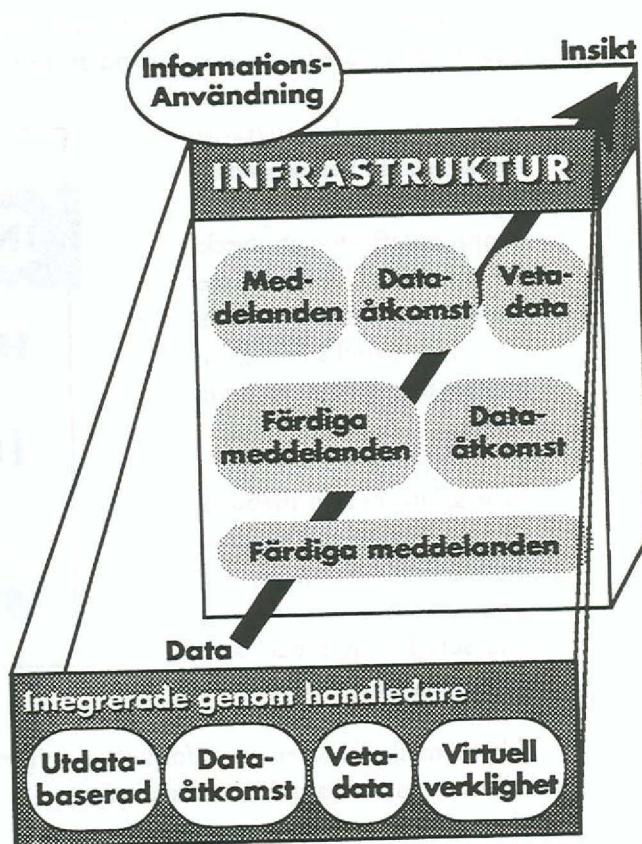 Informations-
Användning
Insikt
INFRASTRUKTUR
Med-
delanden
Data-
åtkomst
Veta-
data
Färdiga
meddelanden
Data-
åtkomst
Färdiga meddelanden
Data
Integrerade genom handledare
Utdata-
baserad
Data-
åtkomst
Veta-
data
Virtuell
verklighet